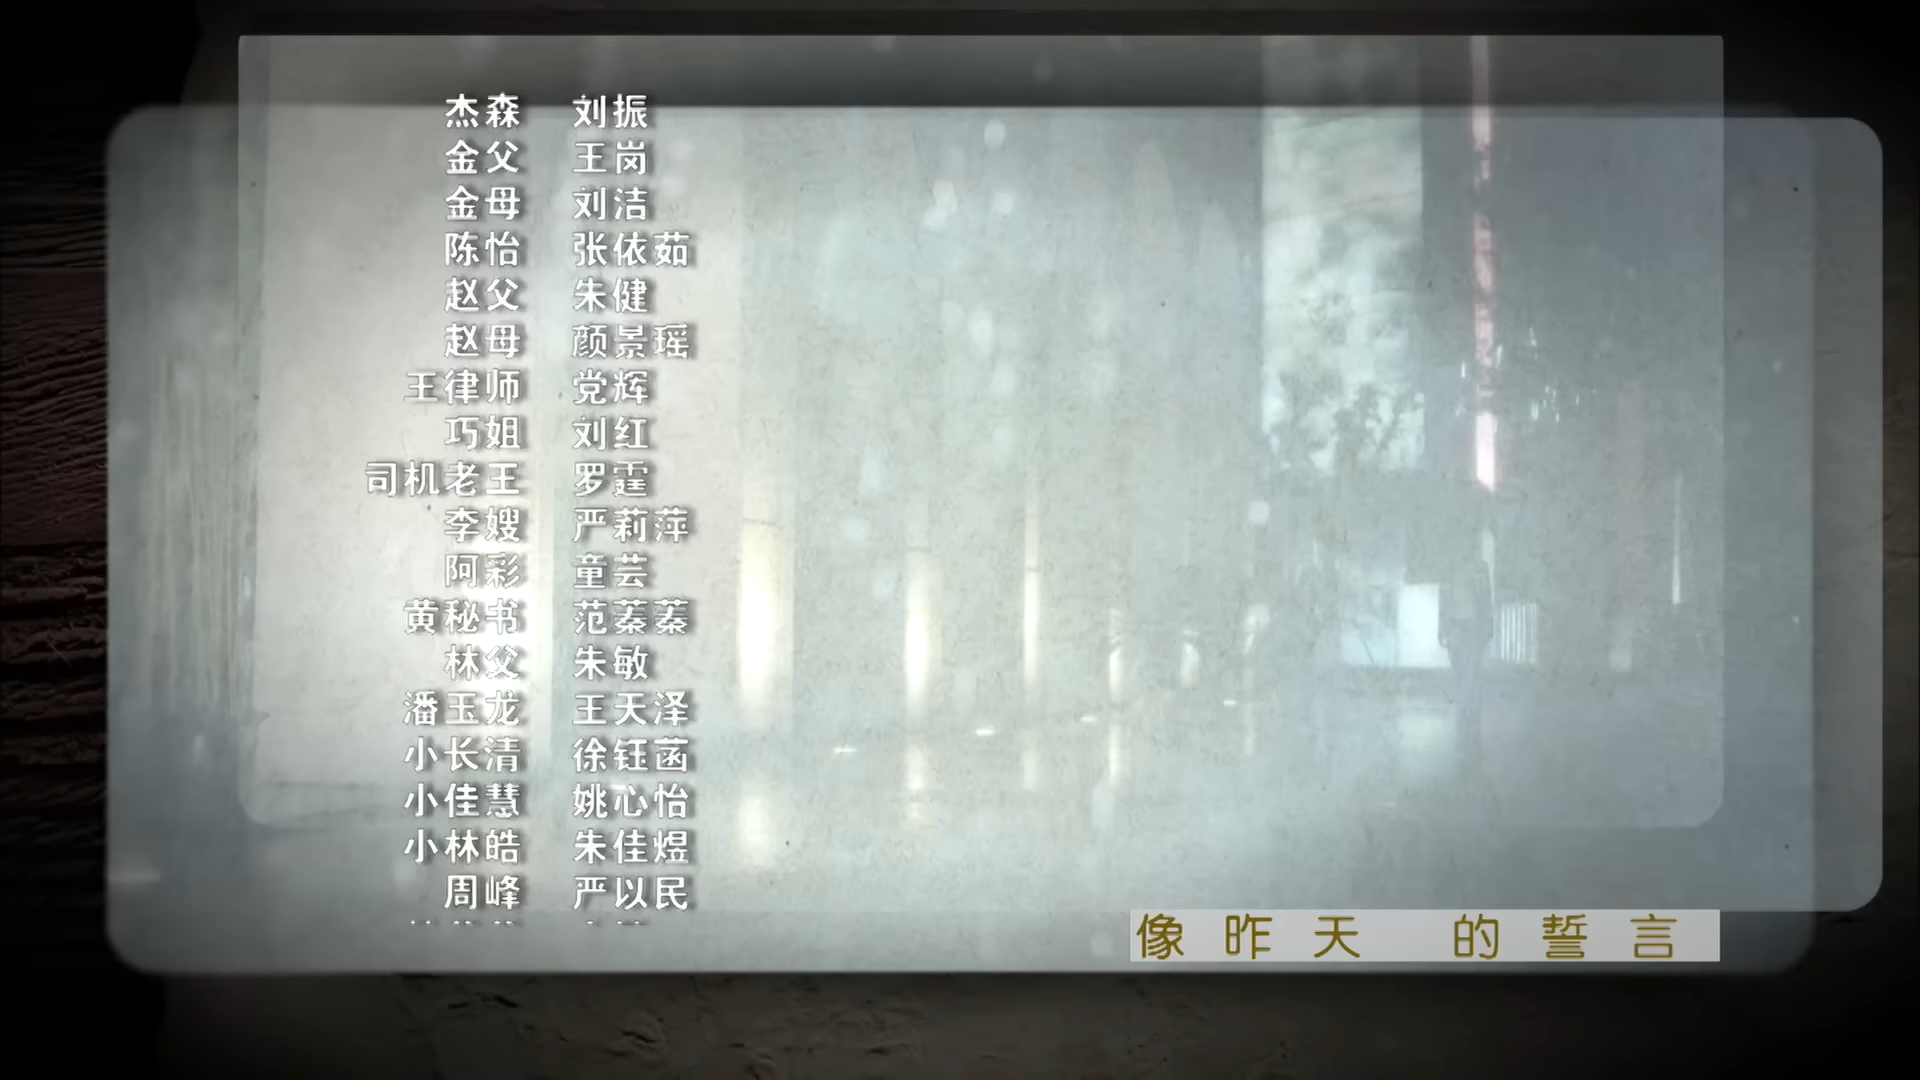 杰森 刘振
金父 王岗
金母 刘洁
陈怡 张依茹
赵父 朱健
赵母 颜景瑶
王律师 党辉
巧姐 刘红
司机老王 罗霆
李嫂 严莉萍
阿彩 童芸
黄秘书 范蓁蓁
林父 朱敏
潘玉龙 王天泽
小长清 徐钰菡
小佳慧 姚心怡
小林皓 朱佳煜
周峰 严以民
像昨天 的誓言